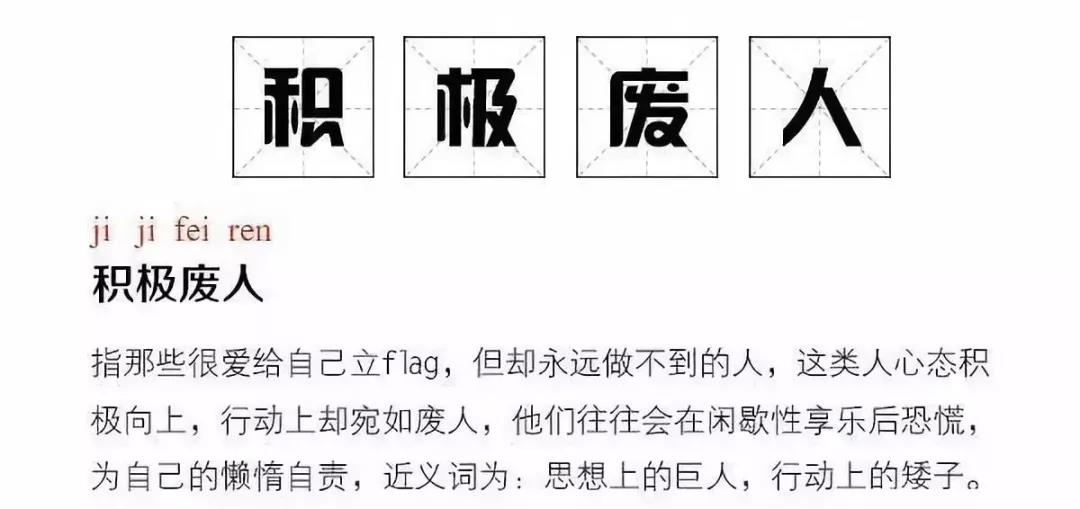 积极废人
ji ji fei ren
积极废人
指那些很爱给自己立flag，但却永远做不到的人，这类人心态积
极向上，行动上却宛如废人，他们往往会在闲歇性享乐后恐慌，
为自己的懒惰自责，近义词为：思想上的巨人，行动上的矮子。